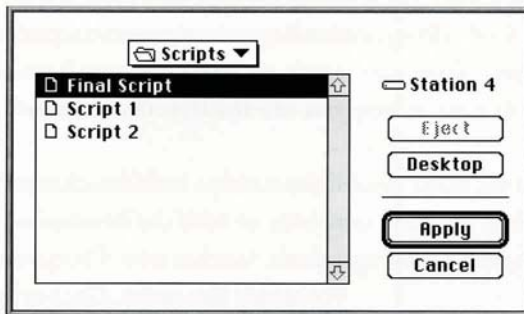 Scripts
Final Script
Script 1
Script 2
Station 4
Eject
Desktop
Apply
Cancel